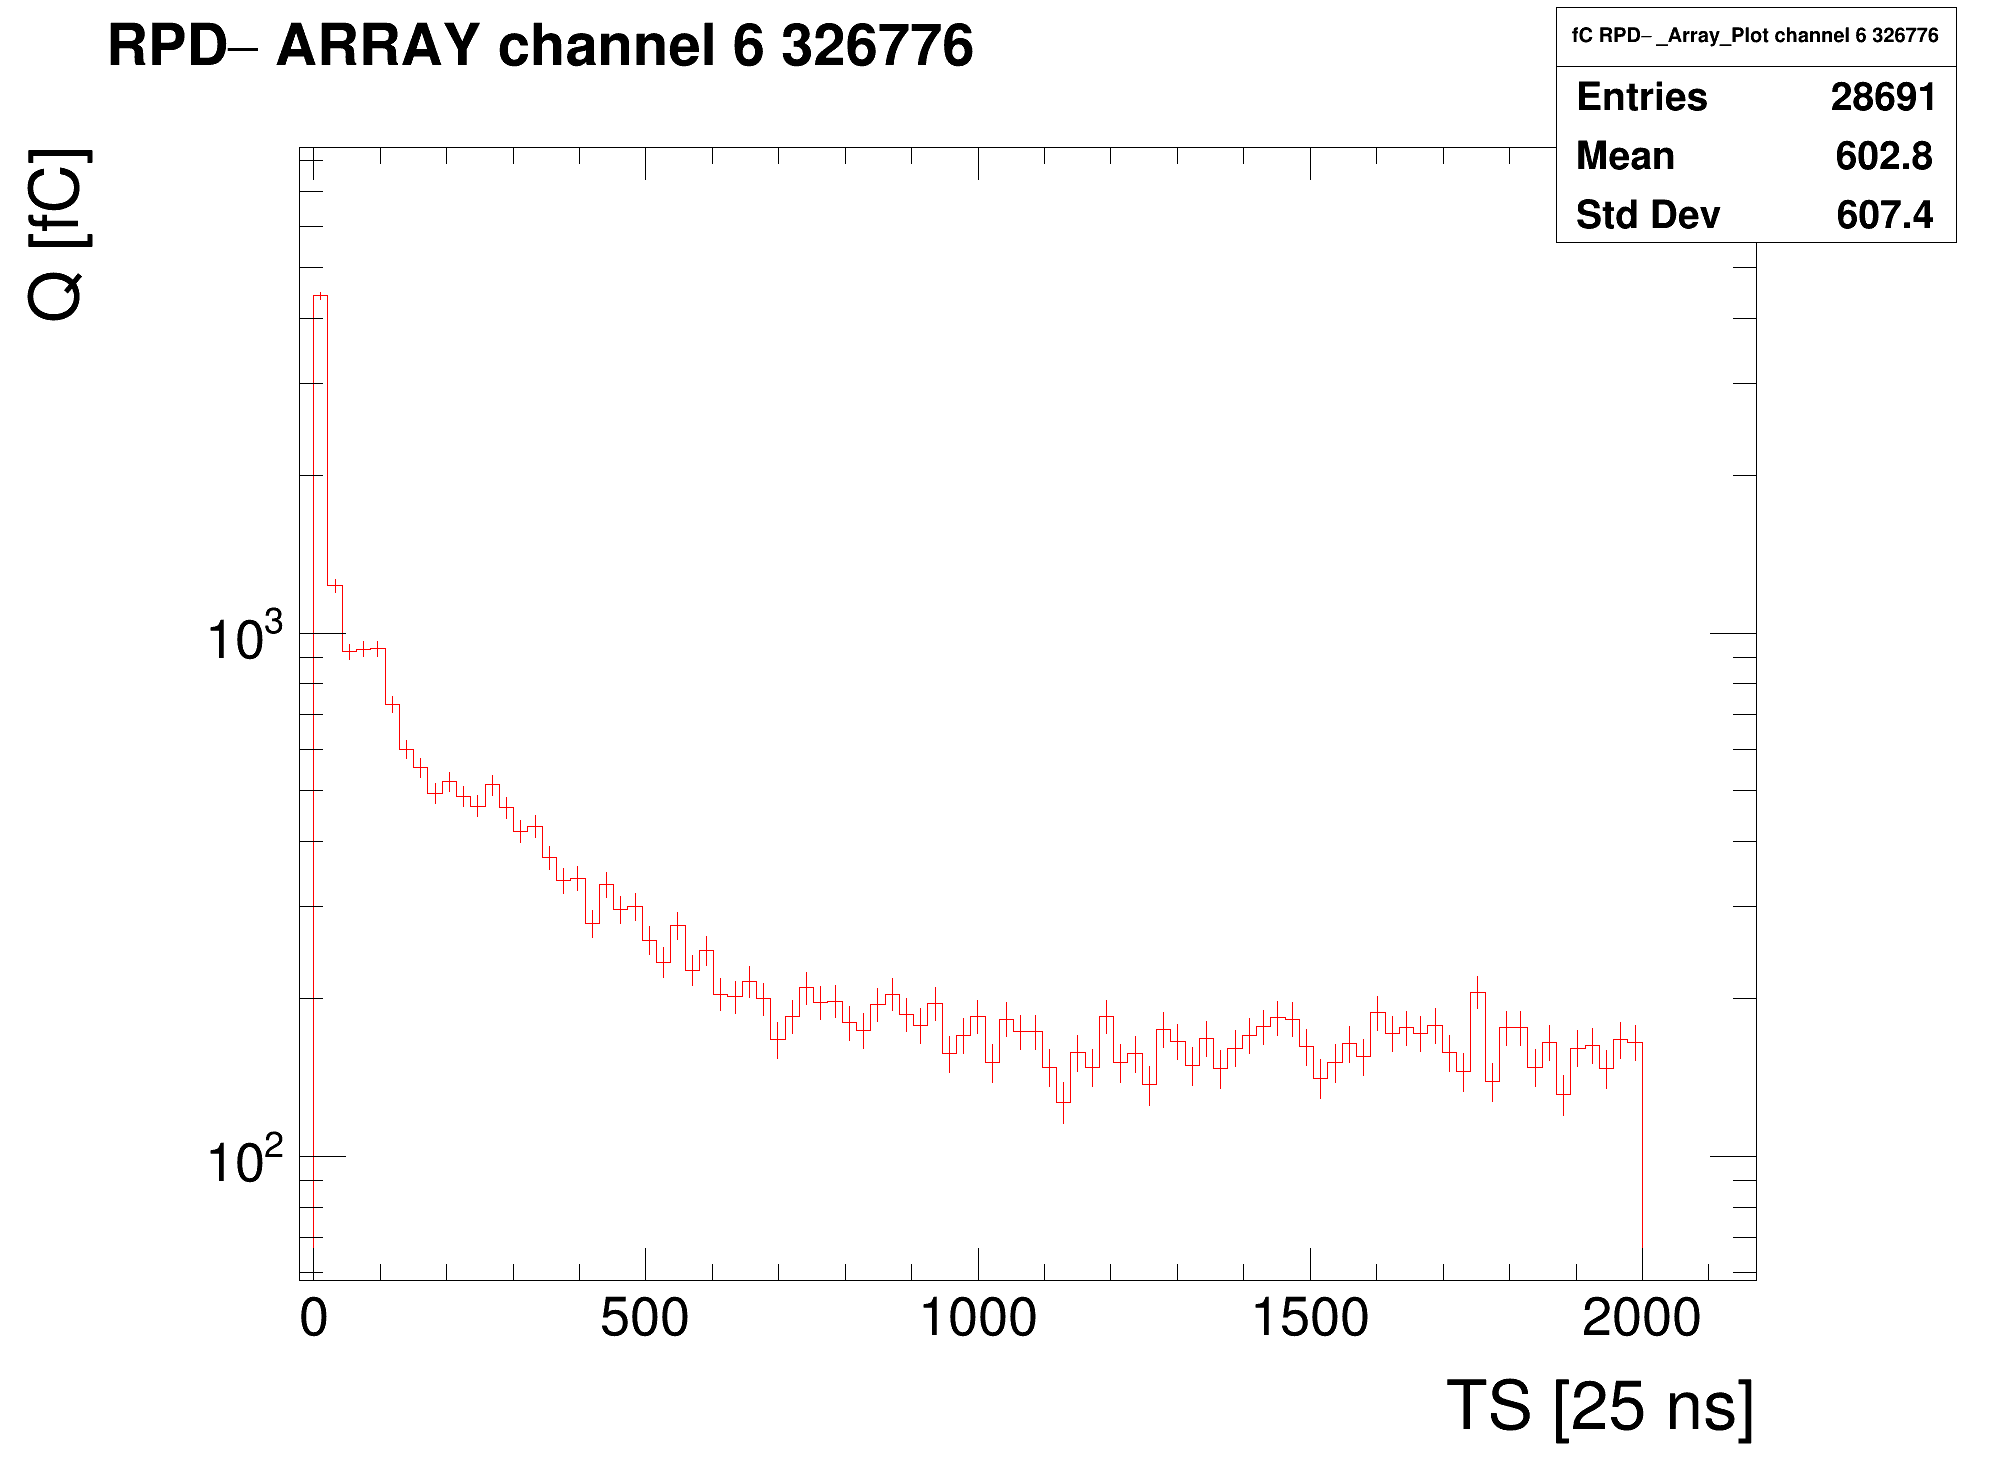 RPD− ARRAY channel 6 326776
fC RPD− _Array_Plot channel 6 326776
Entries 28691
Mean 602.8
Std Dev 607.4
Q [fC]
10³
10²
0 500 1000 1500 2000
TS [25 ns]